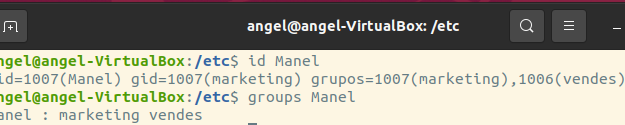 angel@angel-VirtualBox: /etc
ngel@angel-VirtualBox:/etc$ id Manel
id=1007(Manel) gid=1007(marketing) grupos=1007(marketing),1006(vendes)
ngel@angel-VirtualBox:/etc$ groups Manel
anel : marketing vendes